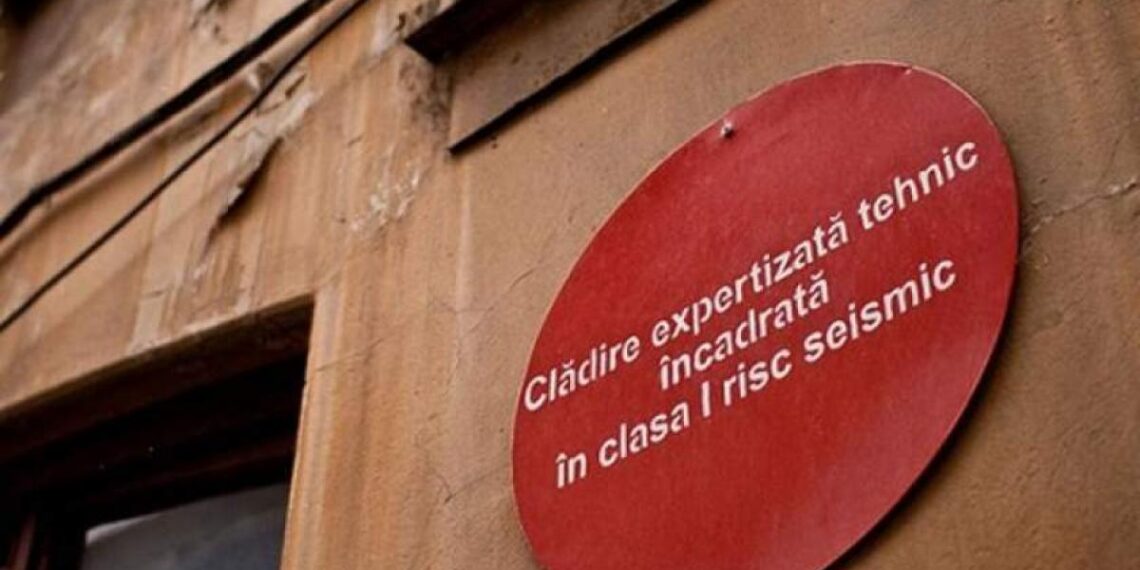 Clădire expertizată tehnic
încadrată
în clasa I risc seismic